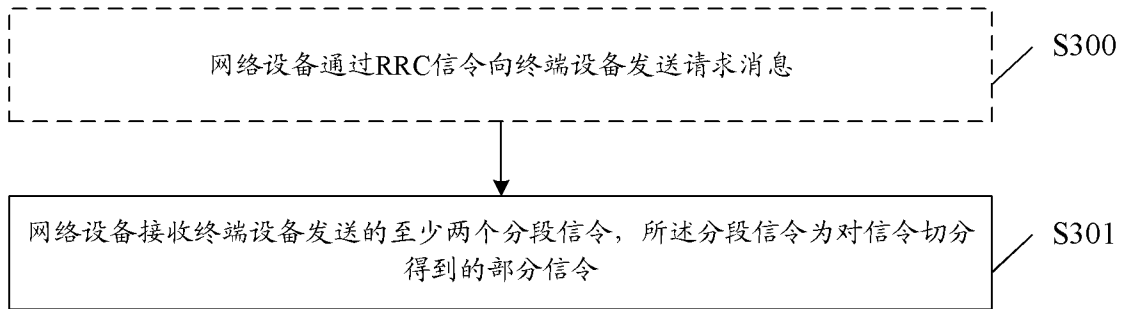 网络设备通过RRC信令向终端设备发送请求消息
S300
网络设备接收终端设备发送的至少两个分段信令，所述分段信令为对信令切分
得到的部分信令
S301